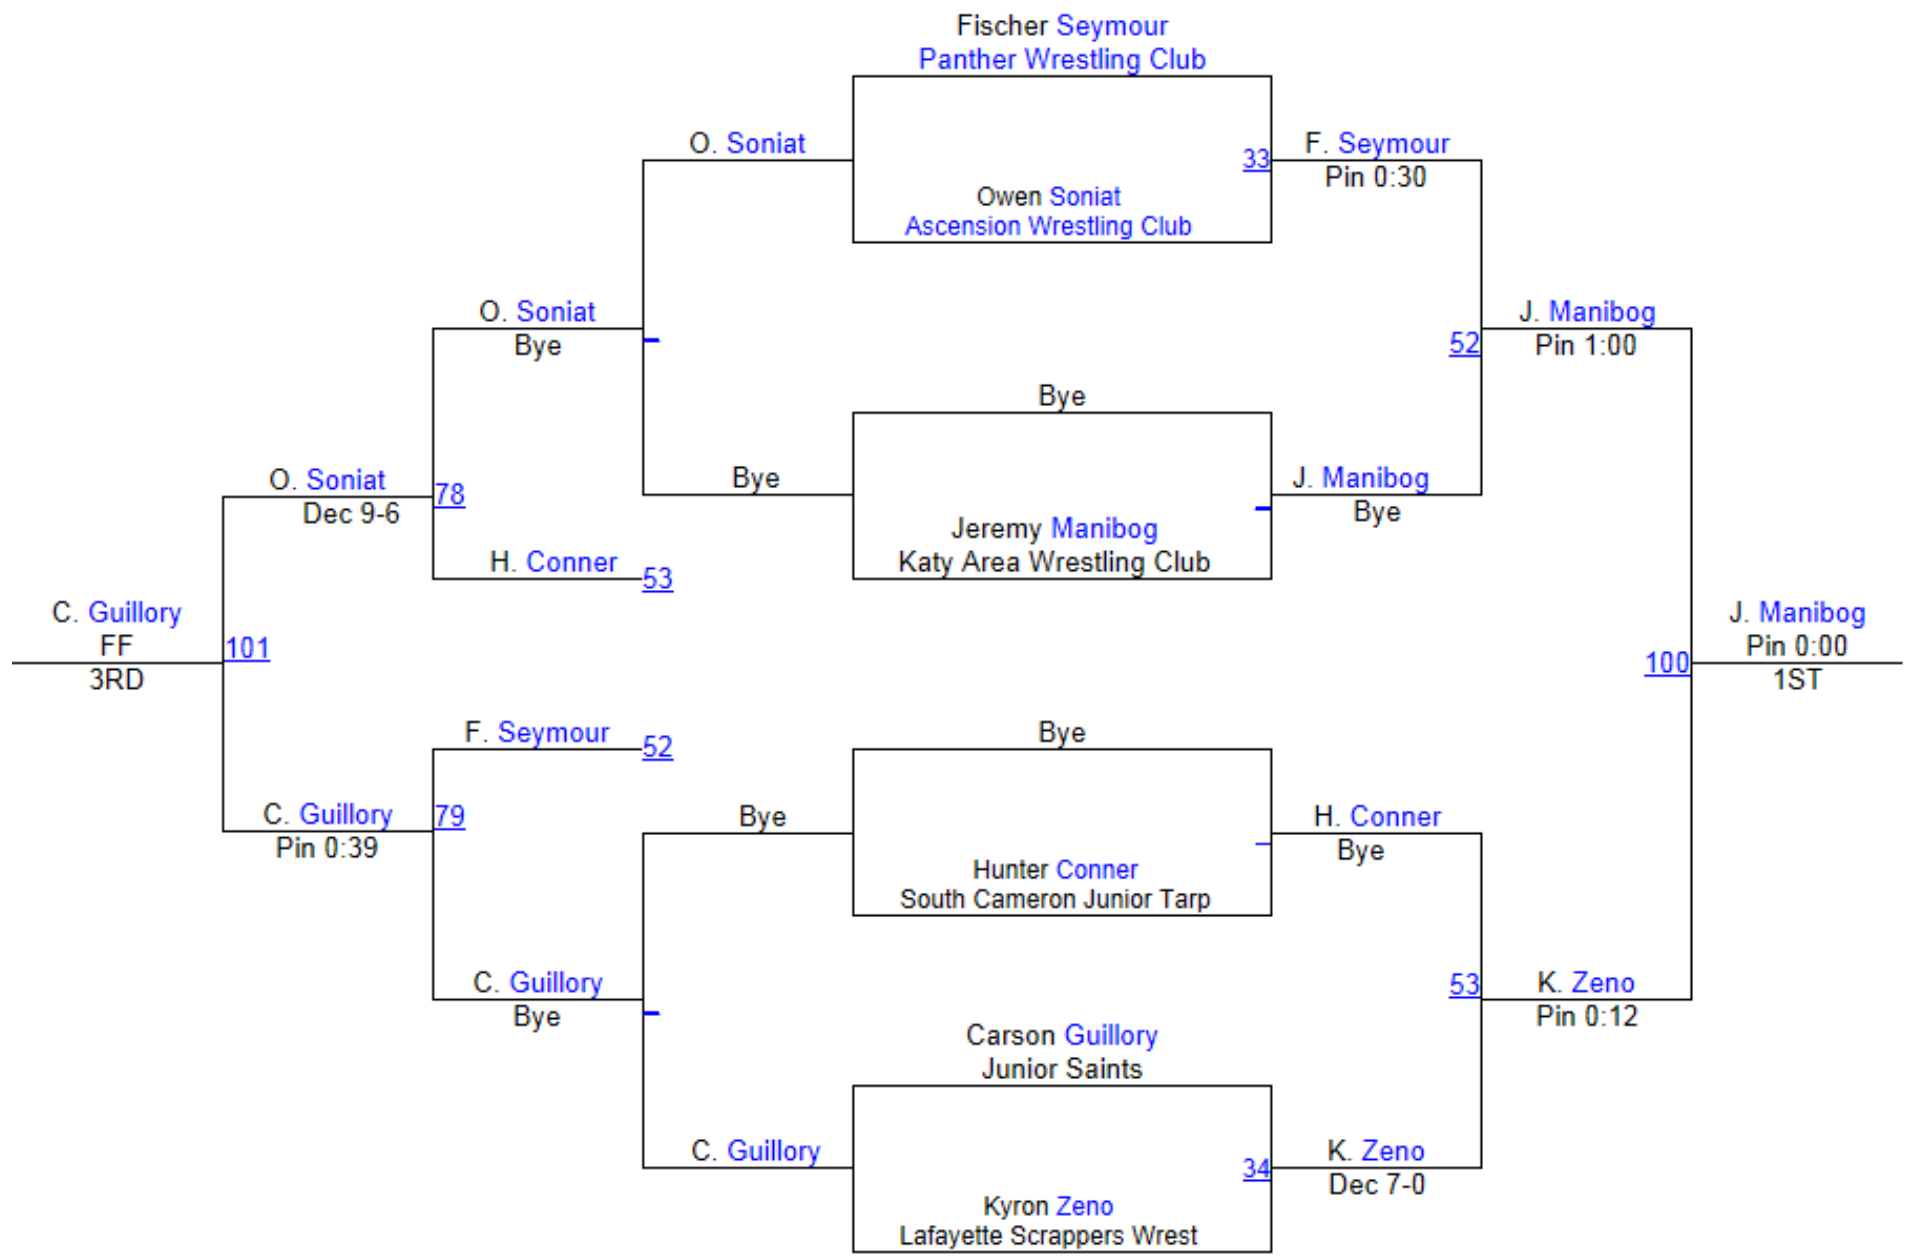 Fischer Seymour
Panther Wrestling Club
O. Soniat
33
F. Seymour
Pin 0:30
Owen Soniat
Ascension Wrestling Club
O. Soniat
Bye
J. Manibog
Pin 1:00
52
Bye
O. Soniat
Dec 9-6
78
Bye
J. Manibog
Bye
Jeremy Manibog
Katy Area Wrestling Club
H. Conner
53
C. Guillory
FF
3RD
101
J. Manibog
Pin 0:00
1ST
100
F. Seymour
52
Bye
C. Guillory
Pin 0:39
79
Bye
H. Conner
Bye
Hunter Conner
South Cameron Junior Tarp
C. Guillory
Bye
53
K. Zeno
Pin 0:12
Carson Guillory
Junior Saints
C. Guillory
34
K. Zeno
Dec 7-0
Kyron Zeno
Lafayette Scrappers Wrest